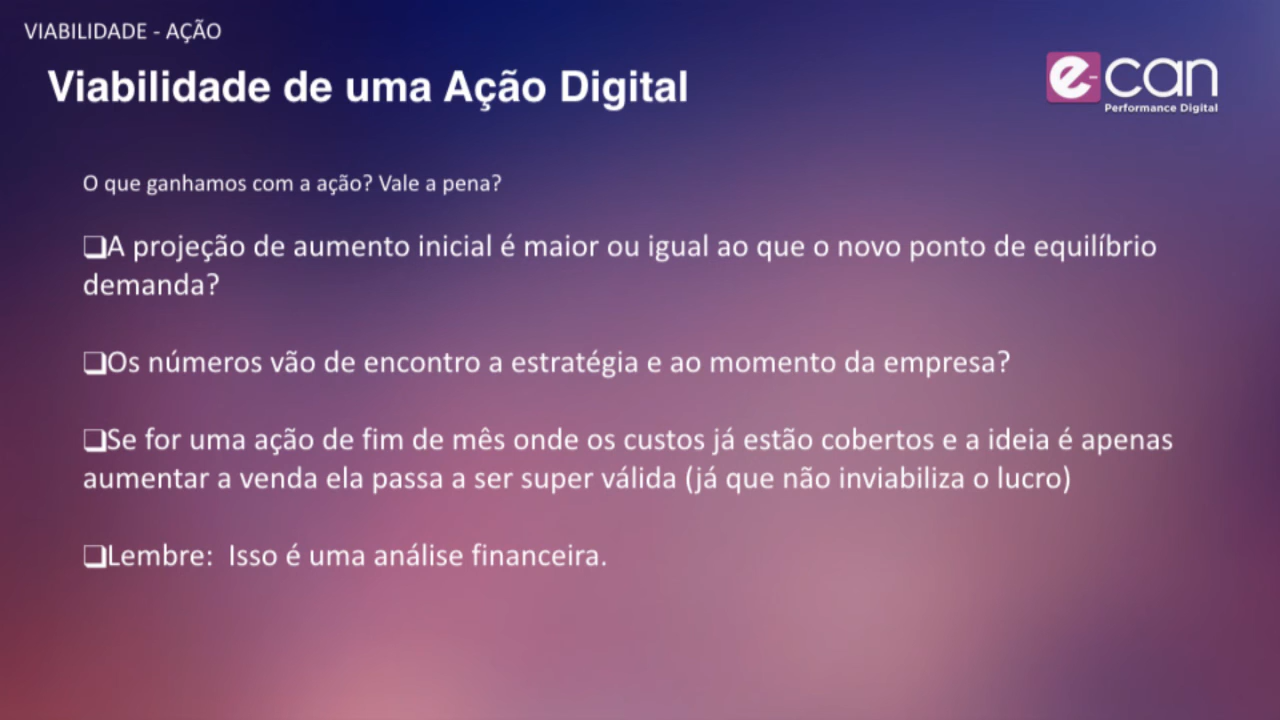 VIABILIDADE - AÇÃO
Viabilidade de uma Ação Digital
e-can
Performance Digital
O que ganhamos com a ação? Vale a pena?
❑A projeção de aumento inicial é maior ou igual ao que o novo ponto de equilíbrio
demanda?
❑Os números vão de encontro a estratégia e ao momento da empresa?
❑Se for uma ação de fim de mês onde os custos já estão cobertos e a ideia é apenas
aumentar a venda ela passa a ser super válida (já que não inviabiliza o lucro)
❑Lembre:  Isso é uma análise financeira.